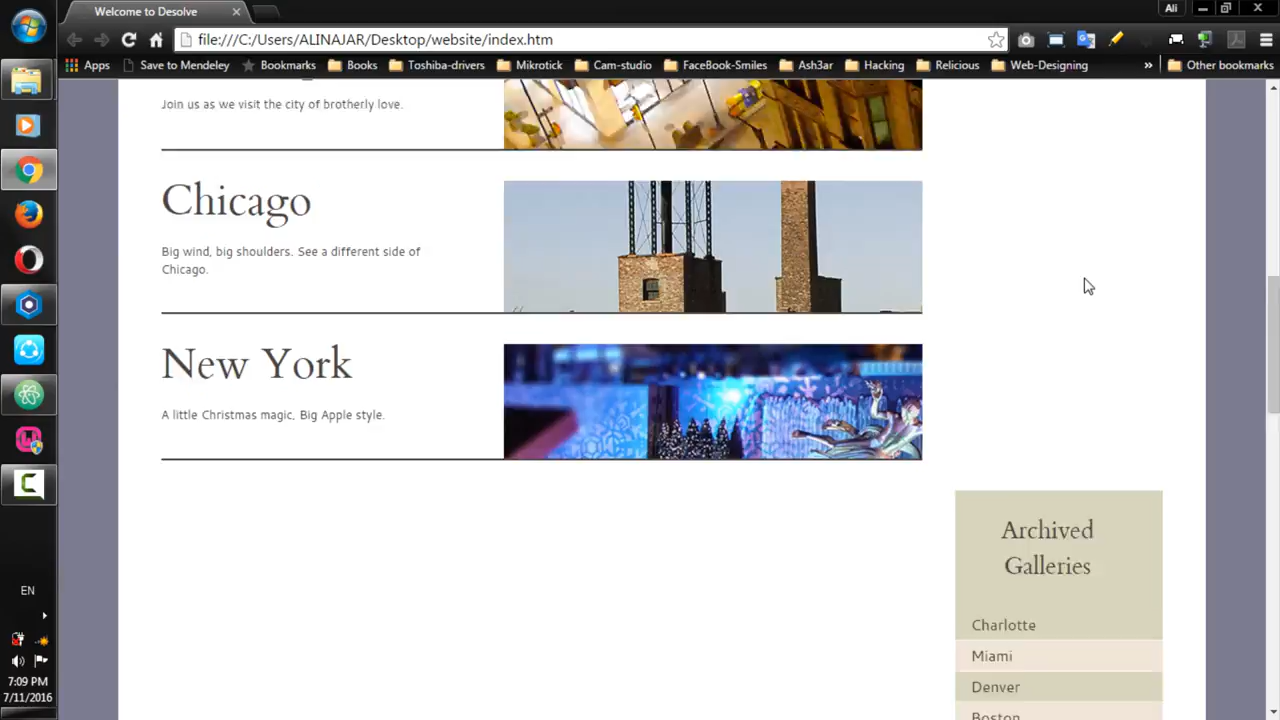 Welcome to Desolve
Ali
file:///C:/Users/ALINAJAR/Desktop/website/index.htm
Apps
Save to Mendeley
Bookmarks
Books
Toshiba-drivers
Mikrotick
Cam-studio
FaceBook-Smiles
Ash3ar
Hacking
Relicious
Web-Designing
»
Other bookmarks
Join us as we visit the city of brotherly love.
Chicago
Big wind, big shoulders. See a different side of
Chicago.
New York
A little Christmas magic, Big Apple style.
Archived
Galleries
Charlotte
Miami
Denver
Boston
EN
7:09 PM
7/11/2016